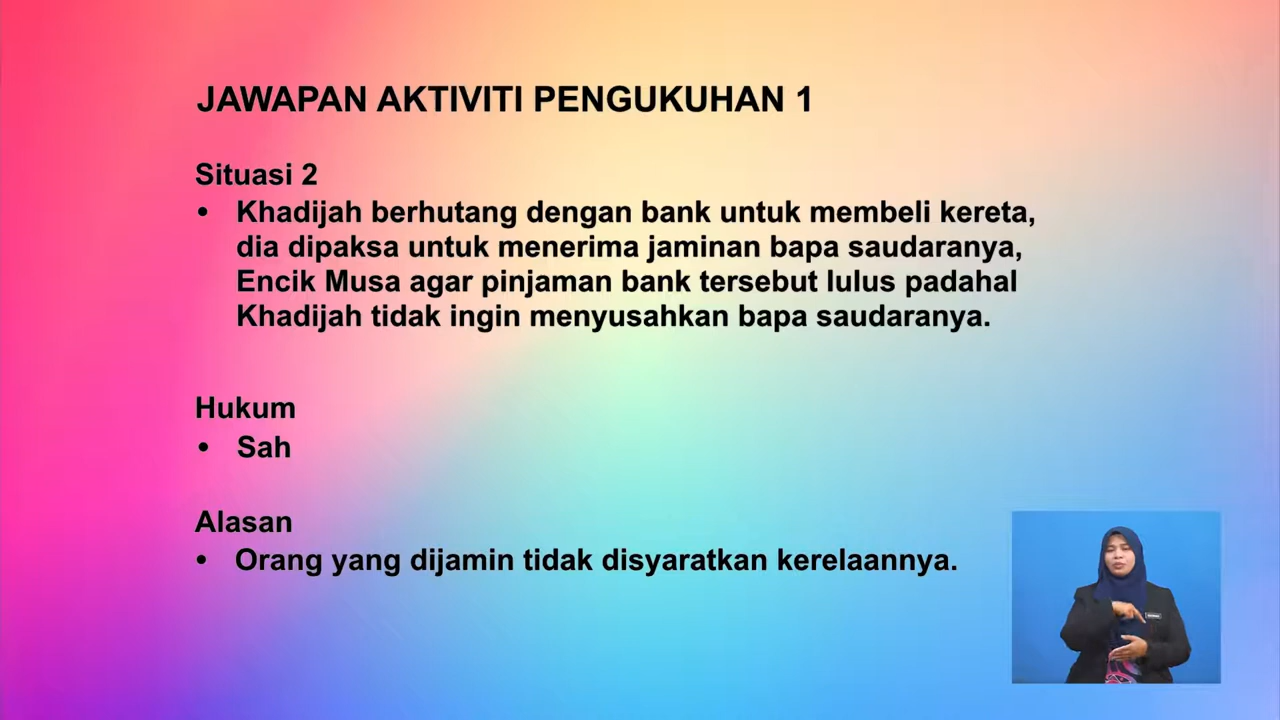 JAWAPAN AKTIVITI PENGUKUHAN 1
Situasi 2
• Khadijah berhutang dengan bank untuk membeli kereta,
dia dipaksa untuk menerima jaminan bapa saudaranya,
Encik Musa agar pinjaman bank tersebut lulus padahal
Khadijah tidak ingin menyusahkan bapa saudaranya.
Hukum
• Sah
Alasan
• Orang yang dijamin tidak disyaratkan kerelaannya.